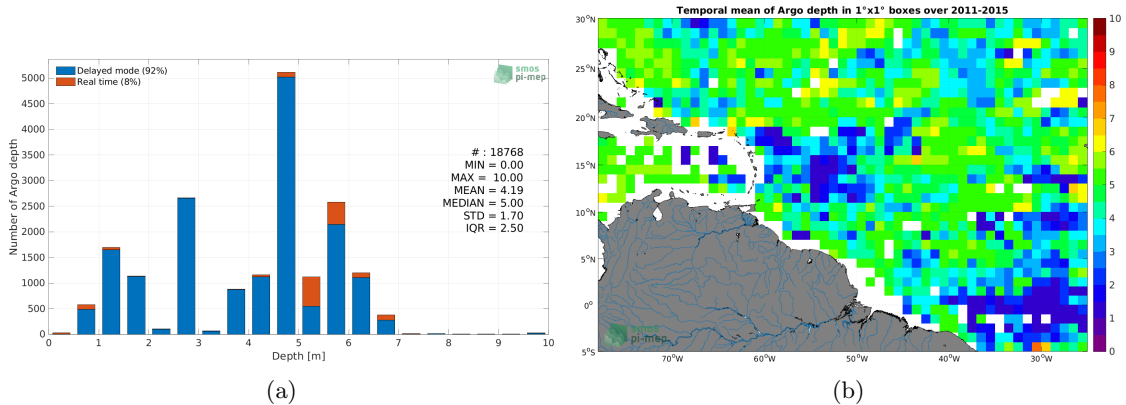 Delayed mode (92%)
Real time (8%)
smos
pi-mep
# : 18768
MIN = 0.00
MAX = 10.00
MEAN = 4.19
MEDIAN = 5.00
STD = 1.70
IQR = 2.50
Number of Argo depth
5000
4500
4000
3500
3000
2500
2000
1500
1000
500
0
0 1 2 3 4 5 6 7 8 9 10
Depth [m]
(a)
Temporal mean of Argo depth in 1°x1° boxes over 2011-2015
30°N
25°N
20°N
15°N
10°N
5°N
0°
5°S
70°W 60°W 50°W 40°W 30°W
smos
pi-mep
10
9
8
7
6
5
4
3
2
1
0
(b)